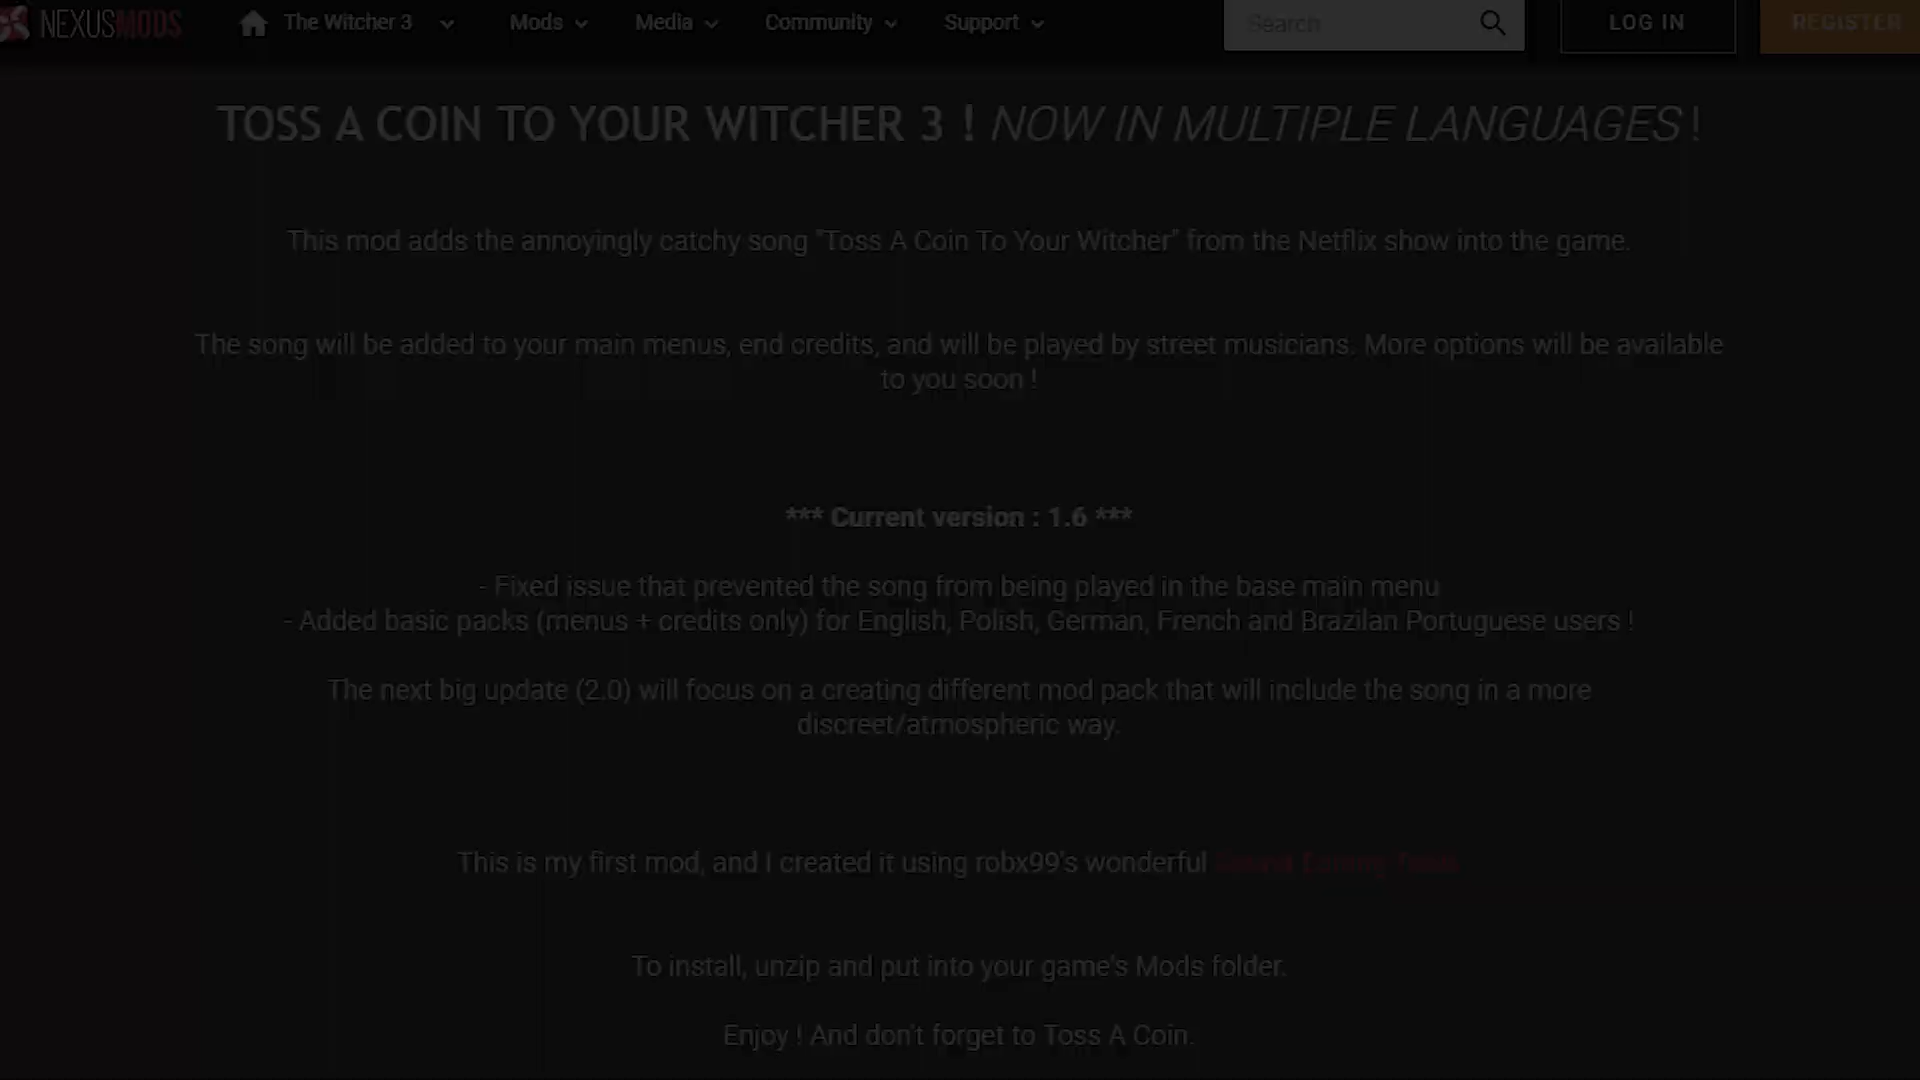 NEXUSMODS The Witcher 3 Mods Media Community Support Search LOG IN REGISTER
TOSS A COIN TO YOUR WITCHER 3 ! NOW IN MULTIPLE LANGUAGES !
This mod adds the annoyingly catchy song "Toss A Coin To Your Witcher" from the Netflix show into the game.
The song will be added to your main menus, end credits, and will be played by street musicians. More options will be available
to you soon !
*** Current version : 1.6 ***
- Fixed issue that prevented the song from being played in the base main menu
- Added basic packs (menus + credits only) for English, Polish, German, French and Brazilan Portuguese users !
The next big update (2.0) will focus on a creating different mod pack that will include the song in a more
discreet/atmospheric way.
This is my first mod, and I created it using robx99's wonderful
To install, unzip and put into your game's Mods folder.
Enjoy ! And don't forget to Toss A Coin.